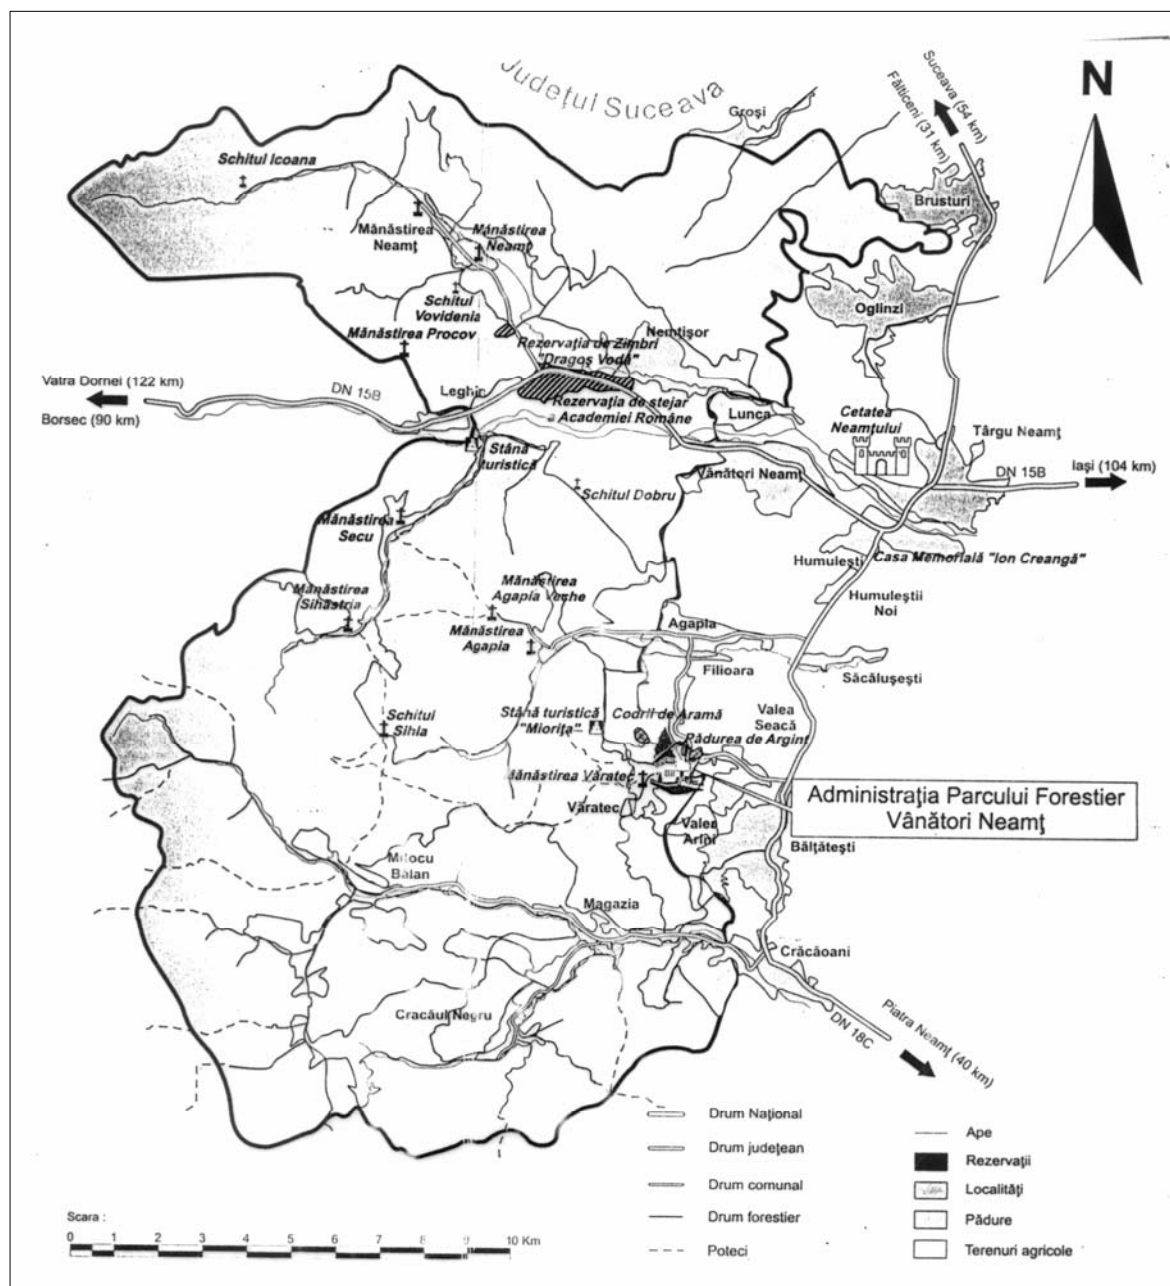 Județul Suceava
N
Suceava (54 km)
Fălticeni (31 km)
Groși
Schitul Icoana
Brusturi
Mănăstirea
Neamț
Mănăstirea
Neamț
Schitul
Vovidenia
Oglinzi
Mănăstirea Procov
Nemțișor
Rezervația de Zimbri
"Dragoș Vodă"
Vatra Dornei (122 km)
DN 15B
Borsec (90 km)
Leghin
Rezervația de stejar
a Academiei Române
Lunca
Cetatea
Neamțului
Târgu Neamț
Stână
turistică
Vânători Neamț
DN 15B
Iași (104 km)
Schitul Dobru
Mănăstirea
Secu
Casa Memorială "Ion Creangă"
Humulești
Mănăstirea
Agapia Veche
Mănăstirea
Sihăstria
Humuleștii
Noi
Mănăstirea
Agapia
Agapia
Filioara
Săcălușești
Schitul
Sihla
Stână turistică
"Miorița"
Codrii de Aramă
Valea
Seacă
Pădurea de Argint
Mănăstirea Văratec
Administrația Parcului Forestier
Vânători Neamț
Văratec
Valea
Arini
Bălțătești
Mitocu
Bălan
Magazia
Crăcăoani
Cracăul Negru
DN 18C
Piatra Neamț (40 km)
Drum Național
Drum județean
Drum comunal
Drum forestier
Poteci
Ape
Rezervații
Localități
Pădure
Terenuri agricole
Scara :
0 1 2 3 4 5 6 7 8 9 10 Km